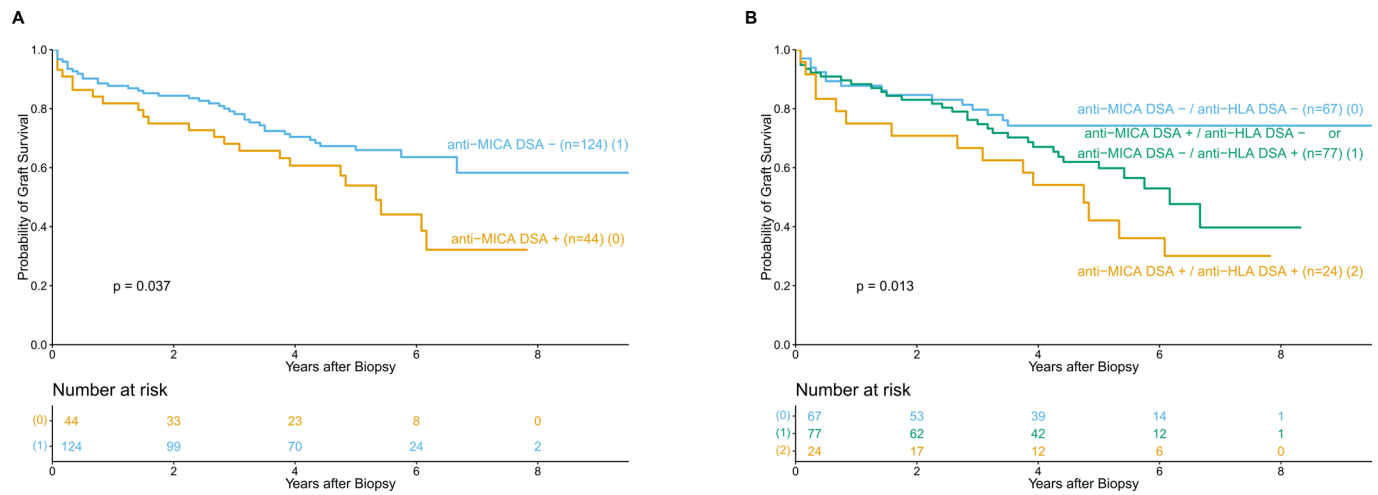 A
Probability of Graft Survival
1.0
0.8
0.6
0.4
0.2
0.0
anti−MICA DSA − (n=124) (1)
anti−MICA DSA + (n=44) (0)
p = 0.037
0 2 4 6 8
Years after Biopsy
Number at risk
(0) 44 33 23 8 0
(1) 124 99 70 24 2
0 2 4 6 8
Years after Biopsy
B
Probability of Graft Survival
1.0
0.8
0.6
0.4
0.2
0.0
anti−MICA DSA − / anti−HLA DSA − (n=67) (0)
anti−MICA DSA + / anti−HLA DSA − or
anti−MICA DSA − / anti−HLA DSA + (n=77) (1)
anti−MICA DSA + / anti−HLA DSA + (n=24) (2)
p = 0.013
0 2 4 6 8
Years after Biopsy
Number at risk
(0) 67 53 39 14 1
(1) 77 62 42 12 1
(2) 24 17 12 6 0
0 2 4 6 8
Years after Biopsy